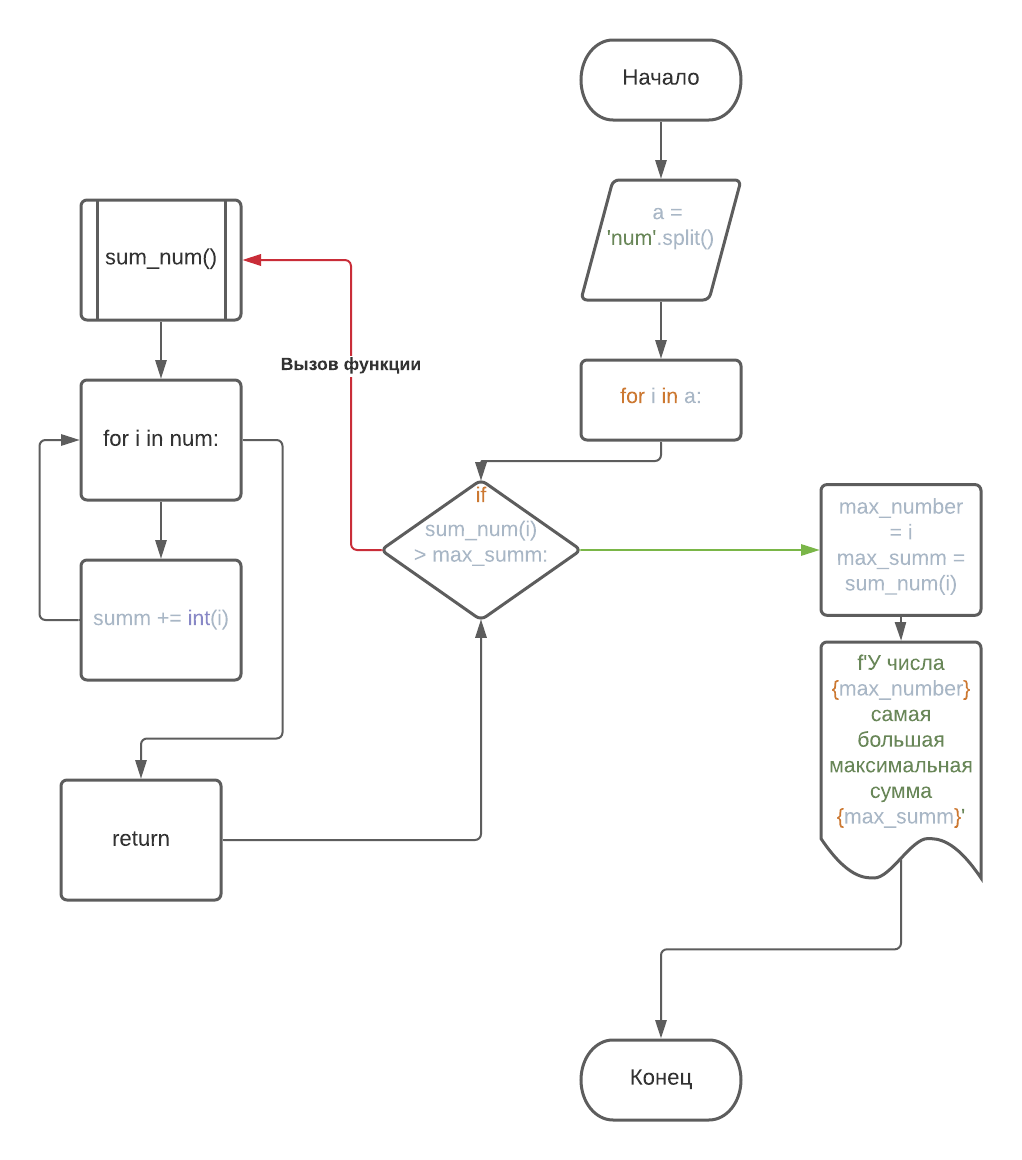 Начало
a =
'num'.split()
for i in a:
sum_num()
Вызов функции
for i in num:
summ += int(i)
return
if
sum_num(i)
> max_summ:
max_number
= i
max_summ =
sum_num(i)
f'У числа
{max_number}
самая
большая
максимальная
сумма
{max_summ}'
Конец